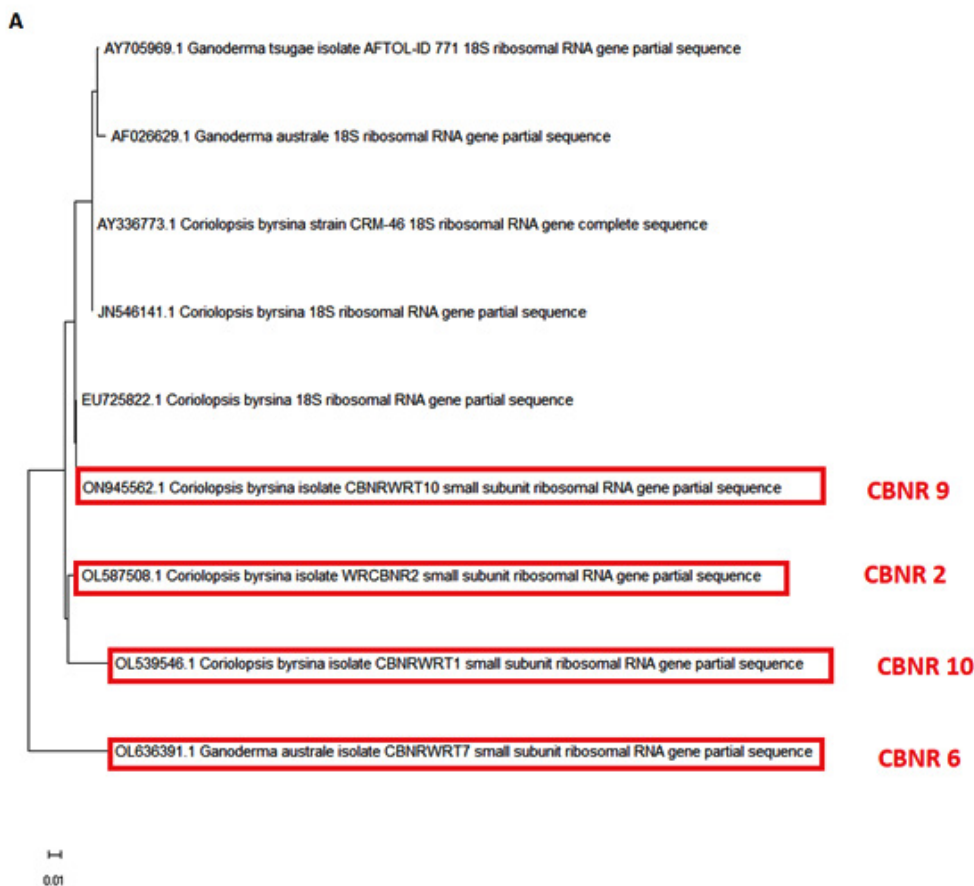 A
AY705969.1 Ganoderma tsugae isolate AFTOL-ID 771 18S ribosomal RNA gene partial sequence
AF026629.1 Ganoderma australe 18S ribosomal RNA gene partial sequence
AY336773.1 Coriolopsis byrsina strain CRM-46 18S ribosomal RNA gene complete sequence
JN546141.1 Coriolopsis byrsina 18S ribosomal RNA gene partial sequence
EU725822.1 Coriolopsis byrsina 18S ribosomal RNA gene partial sequence
ON945562.1 Coriolopsis byrsina isolate CBNRWRT10 small subunit ribosomal RNA gene partial sequence CBNR 9
OL587508.1 Coriolopsis byrsina isolate WRCBNR2 small subunit ribosomal RNA gene partial sequence CBNR 2
OL539546.1 Coriolopsis byrsina isolate CBNRWRT1 small subunit ribosomal RNA gene partial sequence CBNR 10
OL636391.1 Ganoderma australe isolate CBNRWRT7 small subunit ribosomal RNA gene partial sequence CBNR 6
0.01